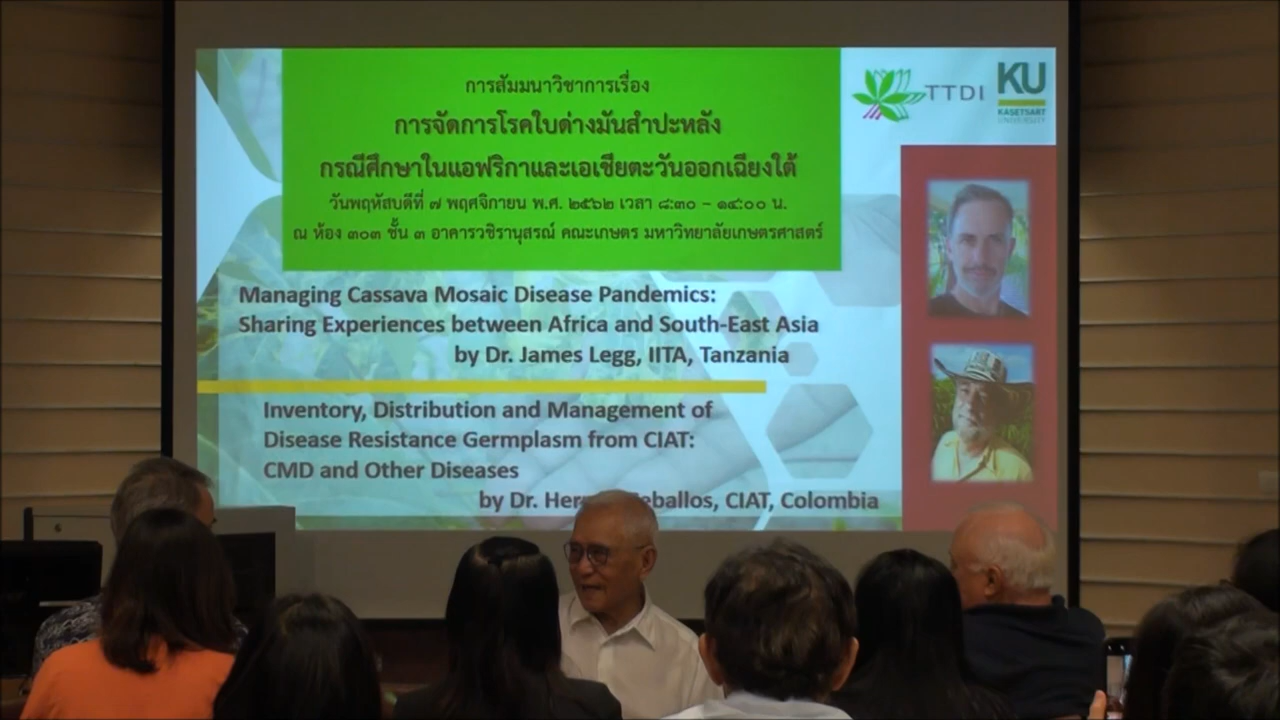 การสัมมนาวิชาการเรื่อง
การจัดการโรคใบด่างมันสำปะหลัง
กรณีศึกษาในแอฟริกาและเอเชียตะวันออกเฉียงใต้
วันพฤหัสบดีที่ ๗ พฤศจิกายน พ.ศ. ๒๕๖๒ เวลา ๘:๓๐ - ๑๔:๐๐ น.
ณ ห้อง ๓๐๓ ชั้น ๓ อาคารวชิรานุสรณ์ คณะเกษตร มหาวิทยาลัยเกษตรศาสตร์
TTDI
KU
KASETSART
UNIVERSITY
Managing Cassava Mosaic Disease Pandemics:
Sharing Experiences between Africa and South-East Asia
by Dr. James Legg, IITA, Tanzania
Inventory, Distribution and Management of
Disease Resistance Germplasm from CIAT:
CMD and Other Diseases
by Dr. CIAT, Colombia